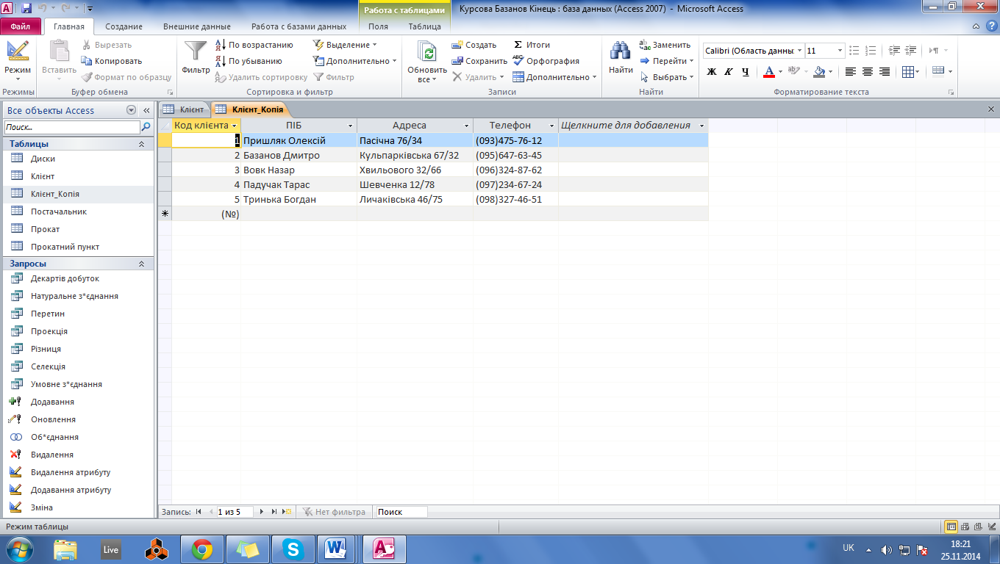 Работа с таблицами
Курсова Базанов Кінець : база данных (Access 2007) - Microsoft Access
Файл Главная Создание Внешние данные Работа с базами данных Поля Таблица
Режим
Режимы
Вставить
Вырезать
Копировать
Формат по образцу
Буфер обмена
Фильтр
По возрастанию
По убыванию
Удалить сортировку
Выделение
Дополнительно
Фильтр
Сортировка и фильтр
Обновить
все
Создать
Сохранить
Удалить
Σ Итоги
Орфография
Дополнительно
Записи
Найти
Заменить
Перейти
Выбрать
Найти
Calibri (Область данны: 11
Ж К Ч А
Форматирование текста
Все объекты Access
Поиск...
Таблицы
Диски
Клієнт
Клієнт_Копія
Постачальник
Прокат
Прокатний пункт
Запросы
Декартів добуток
Натуральне з*єднання
Перетин
Проекція
Різниця
Селекція
Умовне з*єднання
Додавання
Оновлення
Об*єднання
Видалення
Видалення атрибуту
Додавання атрибуту
Зміна
Клієнт Клієнт_Копія
Код клієнта ПІБ Адреса Телефон Щелкните для добавления
1 Пришляк Олексій Пасічна 76/34 (093)475-76-12
2 Базанов Дмитро Кульпарківська 67/32 (095)647-63-45
3 Вовк Назар Хвильового 32/66 (096)324-87-62
4 Падучак Тарас Шевченка 12/78 (097)234-67-24
5 Тринька Богдан Личаківська 46/75 (098)327-46-51
(№)
Запись: 1 из 5 Нет фильтра Поиск
Режим таблицы
Live
UK
18:21
25.11.2014